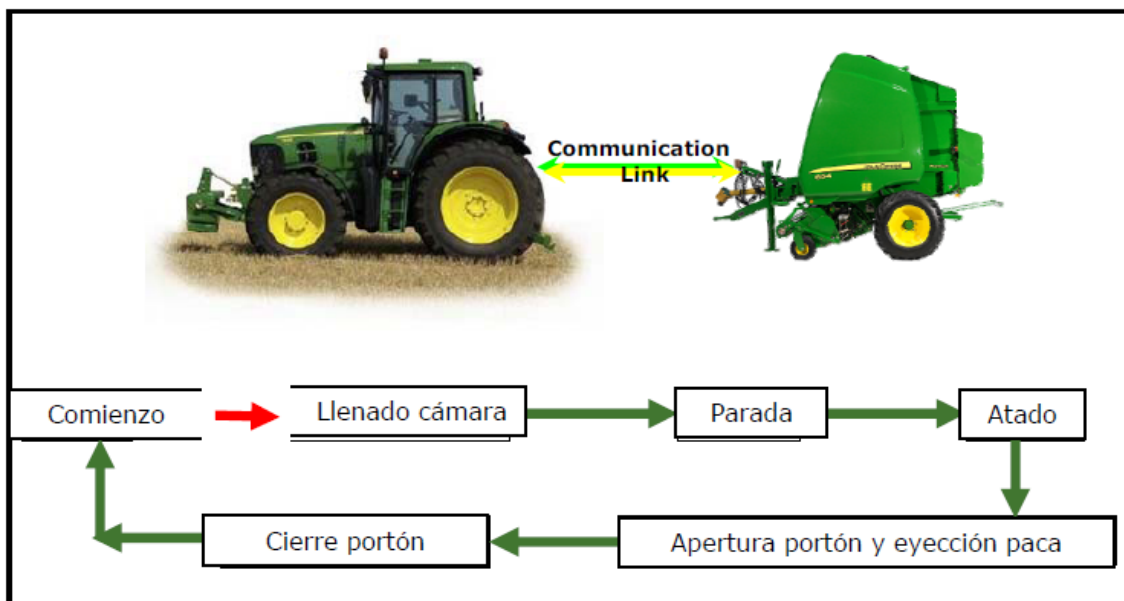 Communication
Link
Comienzo
Llenado cámara
Parada
Atado
Cierre portón
Apertura portón y eyección paca